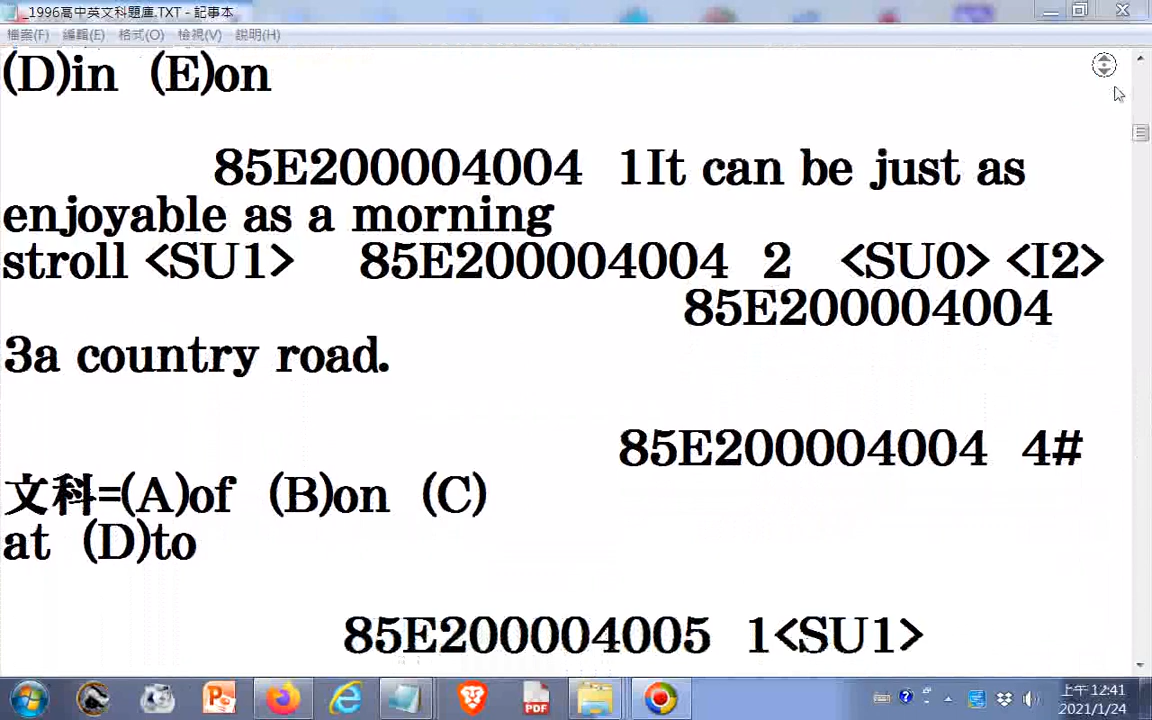 _1996高中英文科題庫.TXT - 記事本
檔案(F) 編輯(E) 格式(O) 檢視(V) 說明(H)
(D)in (E)on
85E200004004 1It can be just as
enjoyable as a morning
stroll <SU1> 85E200004004 2 <SU0> <I2>
85E200004004
3a country road.
85E200004004 4#
文科=(A)of (B)on (C)
at (D)to
85E200004005 1<SU1>
PDF
上午 12:41
2021/1/24